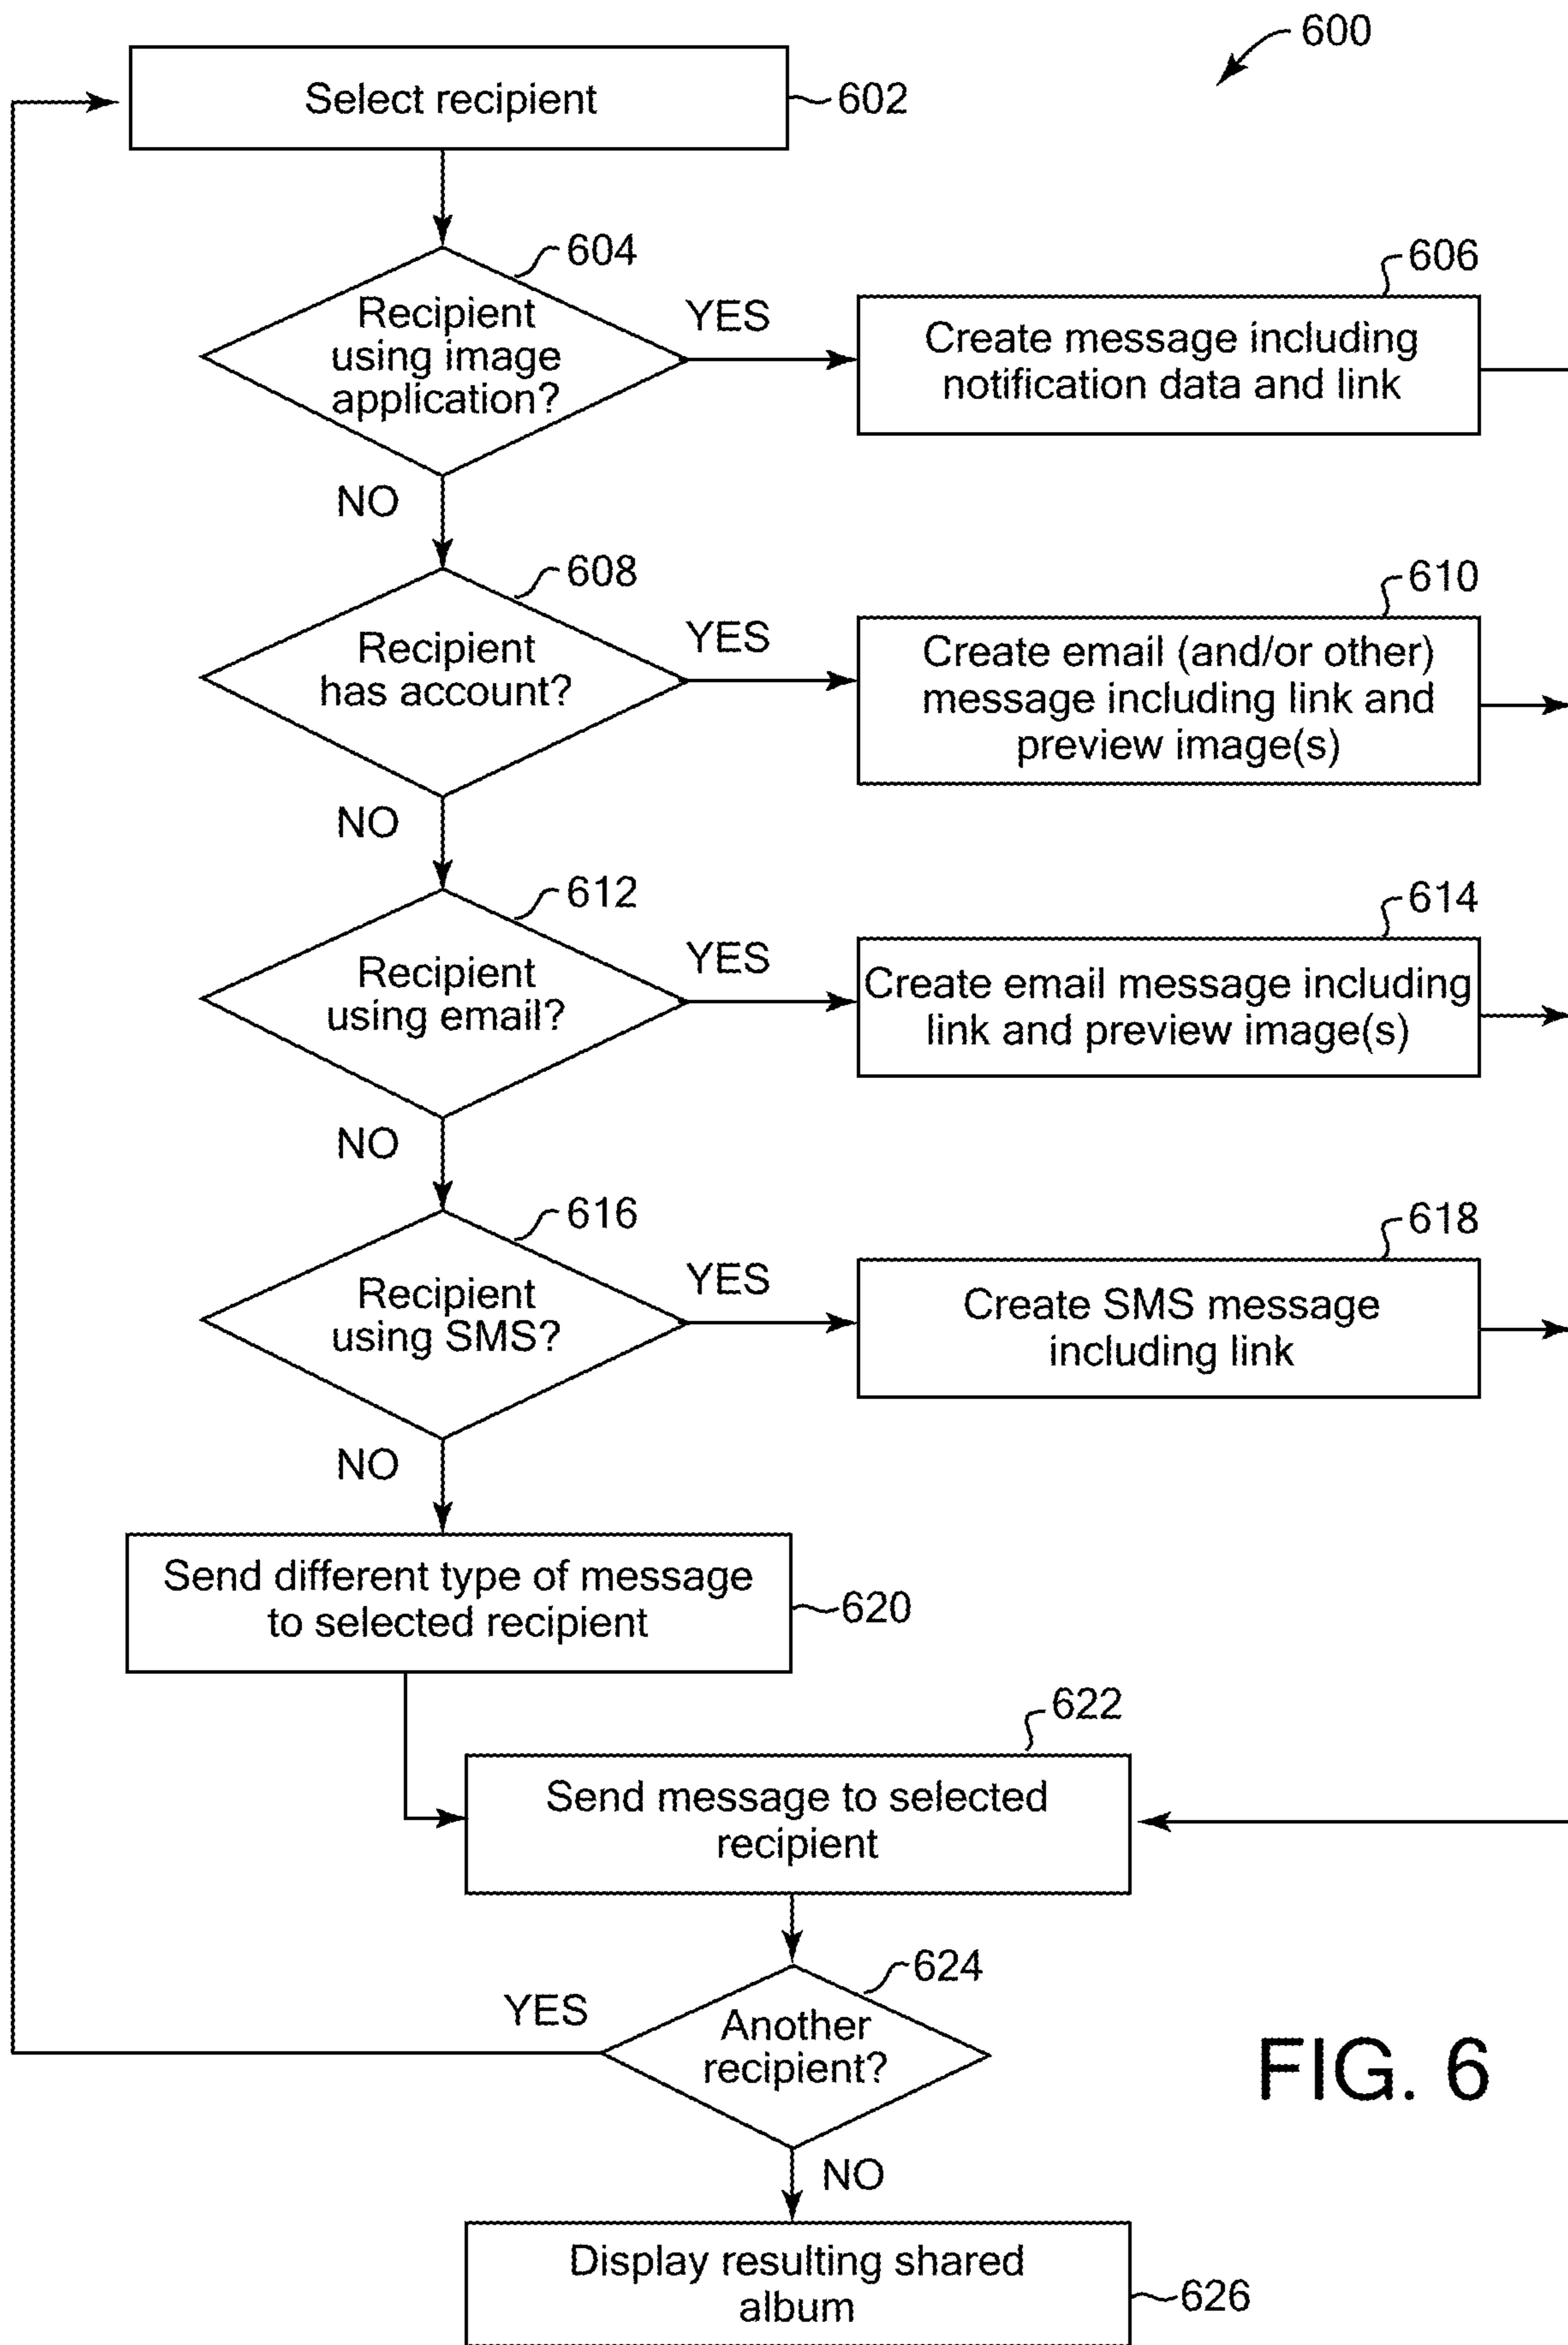 600
Select recipient
602
604
Recipient
using image
application?
YES
606
Create message including
notification data and link
NO
608
Recipient
has account?
YES
610
Create email (and/or other)
message including link and
preview image(s)
NO
612
Recipient
using email?
YES
614
Create email message including
link and preview image(s)
NO
616
Recipient
using SMS?
YES
618
Create SMS message
including link
NO
Send different type of message
to selected recipient
620
622
Send message to selected
recipient
624
Another
recipient?
YES
NO
Display resulting shared
album
626
FIG. 6